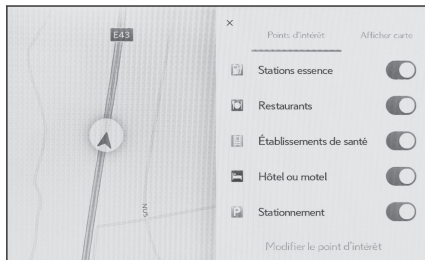 E43
NUS
×
Points d'intérêt
Afficher carte
Stations essence
Restaurants
Établissements de santé
Hôtel ou motel
P
Stationnement
Modifier le point d'intérêt